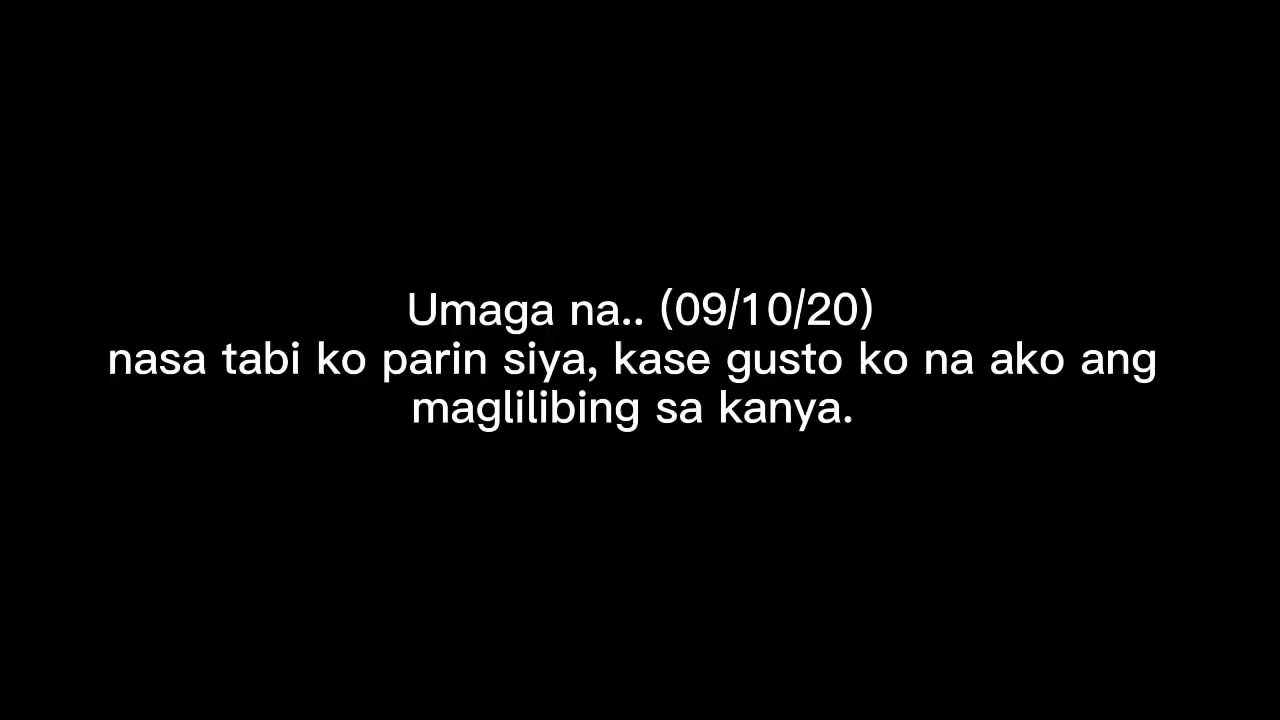 Umaga na.. (09/10/20)
nasa tabi ko parin siya, kase gusto ko na ako ang
maglilibing sa kanya.